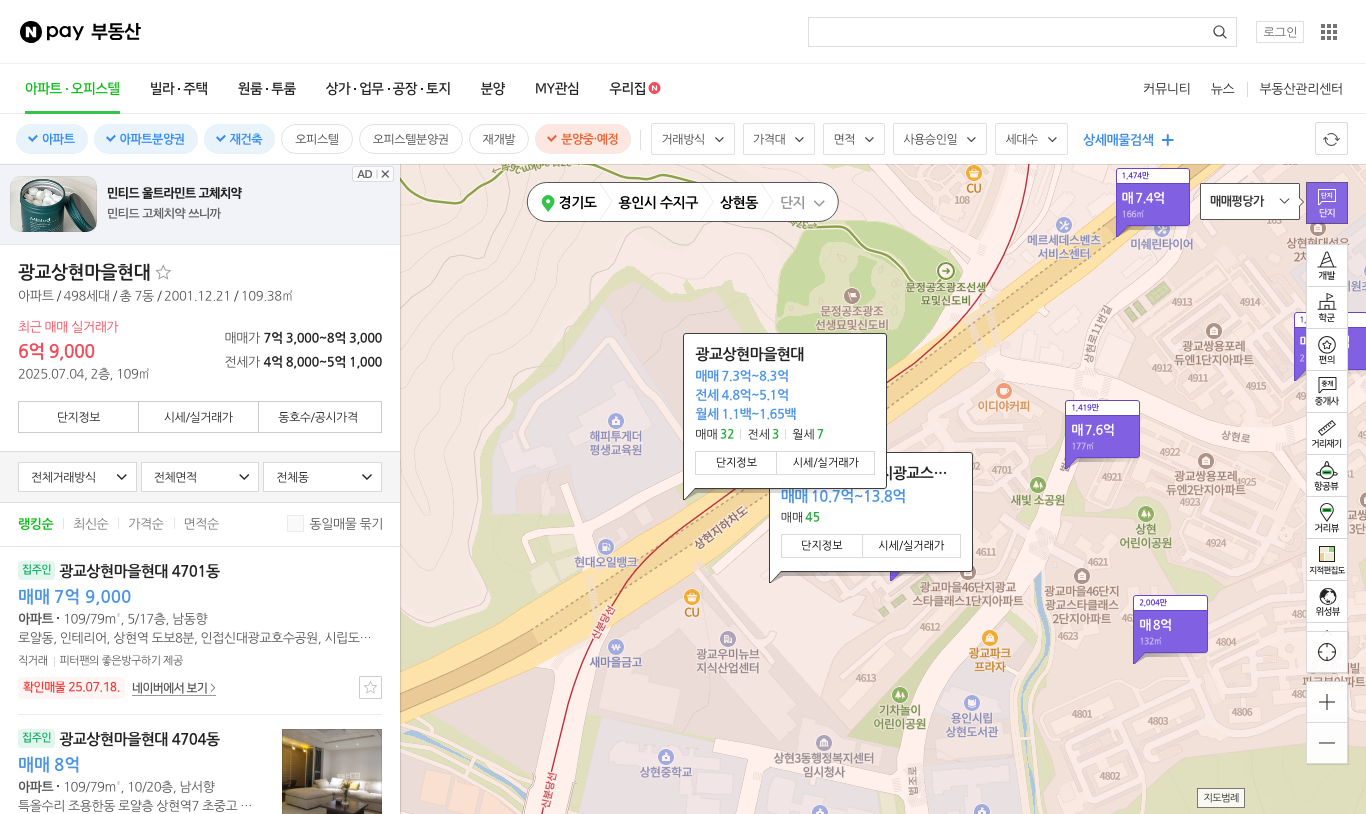 N pay 부동산
로그인
아파트·오피스텔
빌라·주택
원룸·투룸
상가·업무·공장·토지
분양
MY관심
우리집 N
커뮤니티
뉴스
부동산관리센터
아파트
아파트분양권
재건축
오피스텔
오피스텔분양권
재개발
분양중·예정
거래방식
가격대
면적
사용승인일
세대수
상세매물검색
AD
민티드 울트라민트 고체치약
민티드 고체치약 쓰니까
광교상현마을현대
아파트 / 498세대 / 총 7동 / 2001.12.21 / 109.38㎡
최근 매매 실거래가
6억 9,000
2025.07.04, 2층, 109㎡
매매가 7억 3,000~8억 3,000
전세가 4억 8,000~5억 1,000
단지정보
시세/실거래가
동호수/공시가격
전체거래방식
전체면적
전체동
랭킹순
최신순
가격순
면적순
동일매물 묶기
집주인 광교상현마을현대 4701동
매매 7억 9,000
아파트 · 109/79㎡, 5/17층, 남동향
로얄동, 인테리어, 상현역 도보8분, 인접신대광교호수공원, 시립도…
직거래 | 피터팬의 좋은방구하기 제공
확인매물 25.07.18.
네이버에서 보기
집주인 광교상현마을현대 4704동
매매 8억
아파트 · 109/79㎡, 10/20층, 남서향
특올수리 조용한동 로얄층 상현역7 초중고 …
경기도
용인시 수지구
상현동
단지
CU
108
1,474만
매 7.4억
166㎡
매매평당가
단지
단지
메르세데스벤츠
서비스센터
미쉐린타이어
문정공조광조선생
묘및신도비
문정공조광조
선생묘및신도비
상현로11번길
4913
4914
광교쌍용포레
듀엔1단지아파트
4912
4911
4915
개발
학군
편의
중개
중개사
거리재기
항공뷰
거리뷰
지적편집도
위성뷰
광교상현마을현대
매매 7.3억~8.3억
전세 4.8억~5.1억
월세 1.1백~1.65백
매매 32
전세 3
월세 7
단지정보
시세/실거래가
이디야커피
1,419만
매 7.6억
177㎡
상현로
해피투게더
평생교육원
4701
광교쌍용포레
듀엔2단지아파트
4925
새빛 소공원
상현
어린이공원
4922
4924
매매 10.7억~13.8억
매매 45
단지정보
시세/실거래가
상현지하차도
현대오일뱅크
4611
4621
광교마을46단지광교
스타클래스1단지아파트
광교마을46단지
광교스타클래스
2단지아파트
4612
4623
2,004만
매 8억
132㎡
4804
CU
신분당선
새마을금고
광교우미뉴브
지식산업센터
광교파크
프라자
4613
기차놀이
어린이공원
용인시립
상현도서관
4801
4803
4806
4802
상현3동행정복지센터
임시청사
상현중학교
신분당선
지도범례